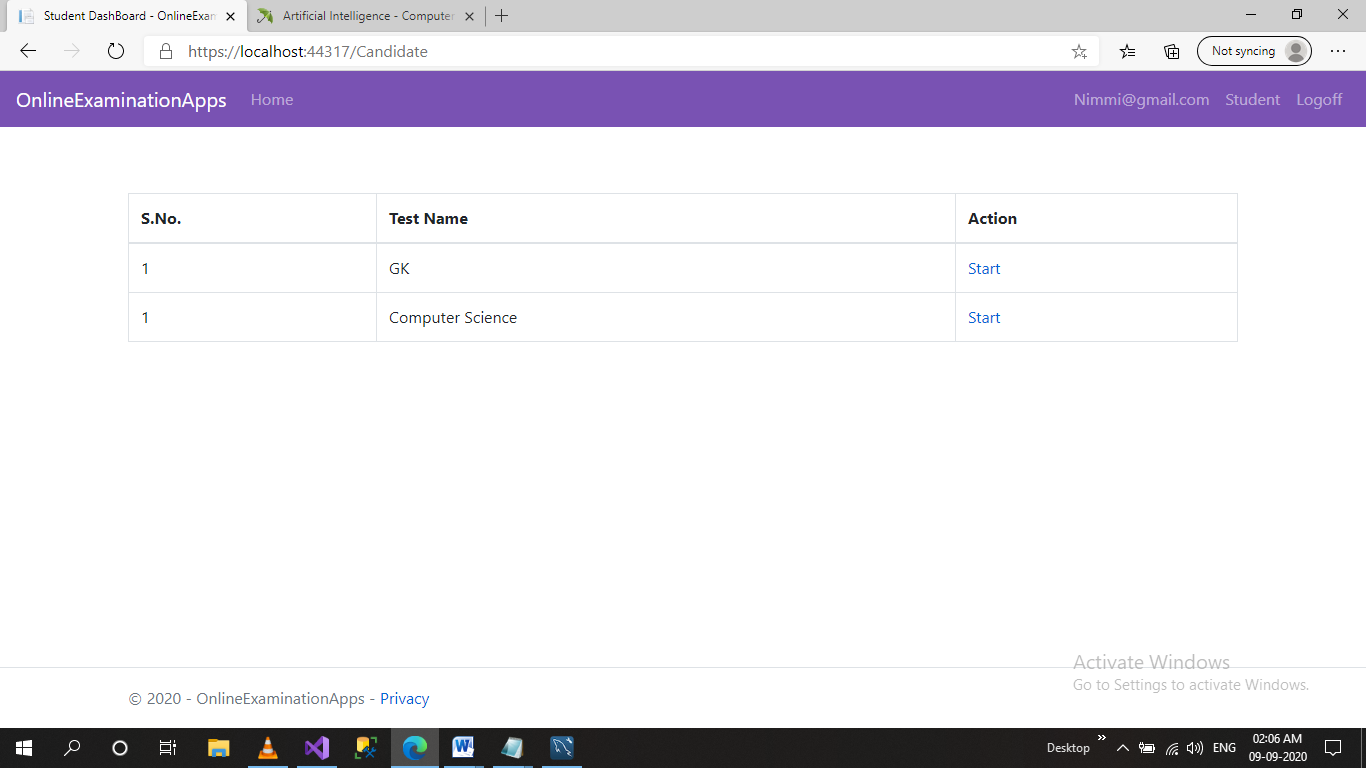 Student DashBoard - OnlineExam
Artificial Intelligence - Computer
https://localhost:44317/Candidate
Not syncing
OnlineExaminationApps Home Nimmi@gmail.com Student Logoff
S.No. Test Name Action
1 GK Start
1 Computer Science Start
Activate Windows
Go to Settings to activate Windows.
© 2020 - OnlineExaminationApps - Privacy
Desktop
ENG
02:06 AM
09-09-2020